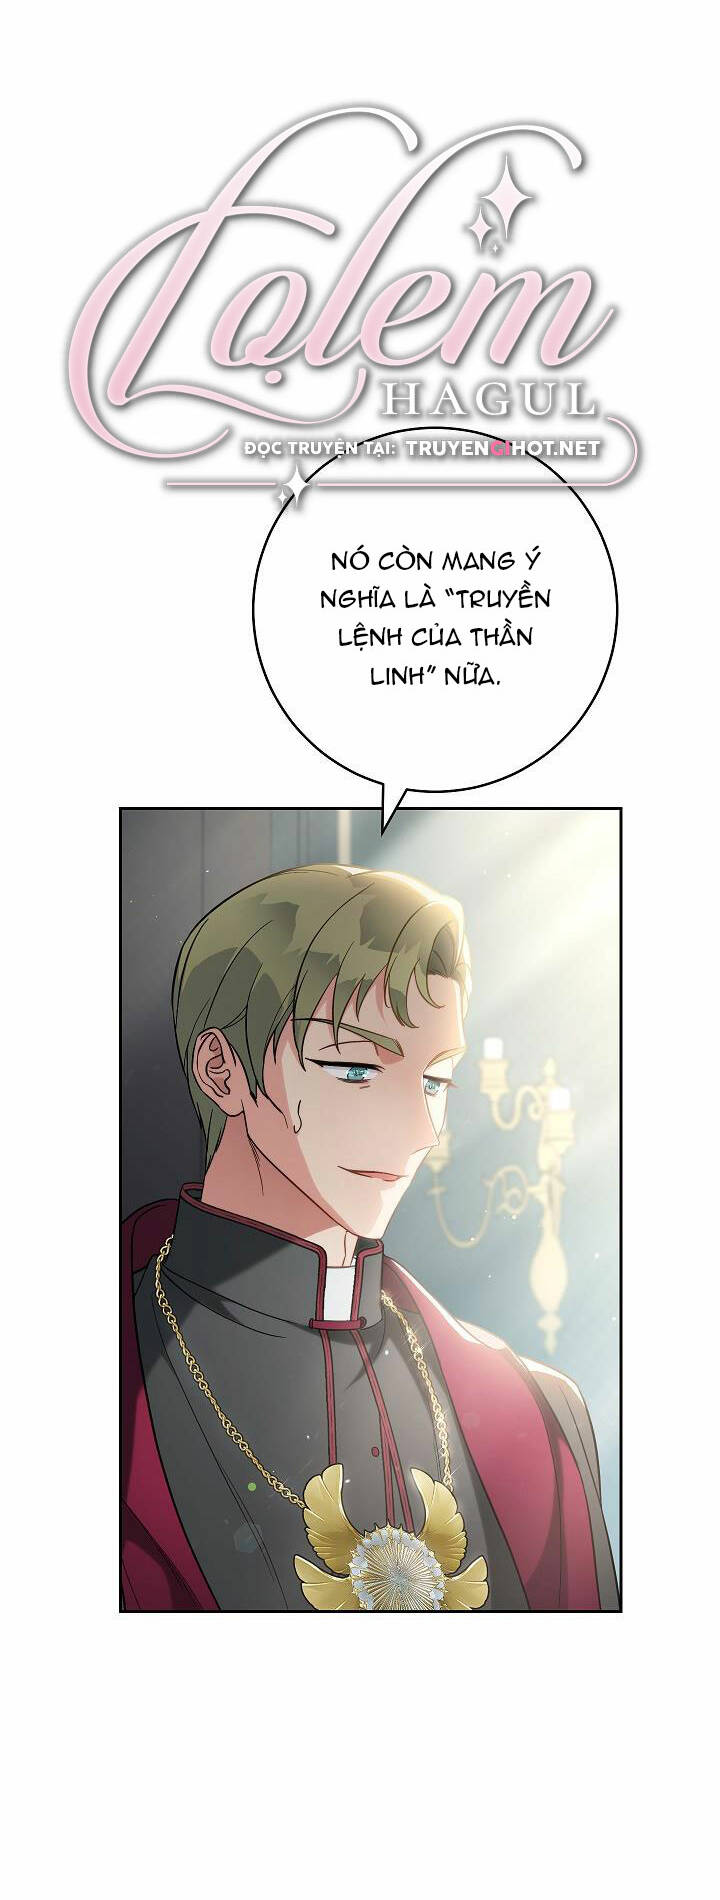 Lọlem
HAGUL
ĐỌC TRUYỆN TẠI: TRUYENGIHOT.NET
NÓ CÒN MANG Ý
NGHĨA LÀ "TRUYỀN
LỆNH CỦA THẦN
LINH" NỮA.